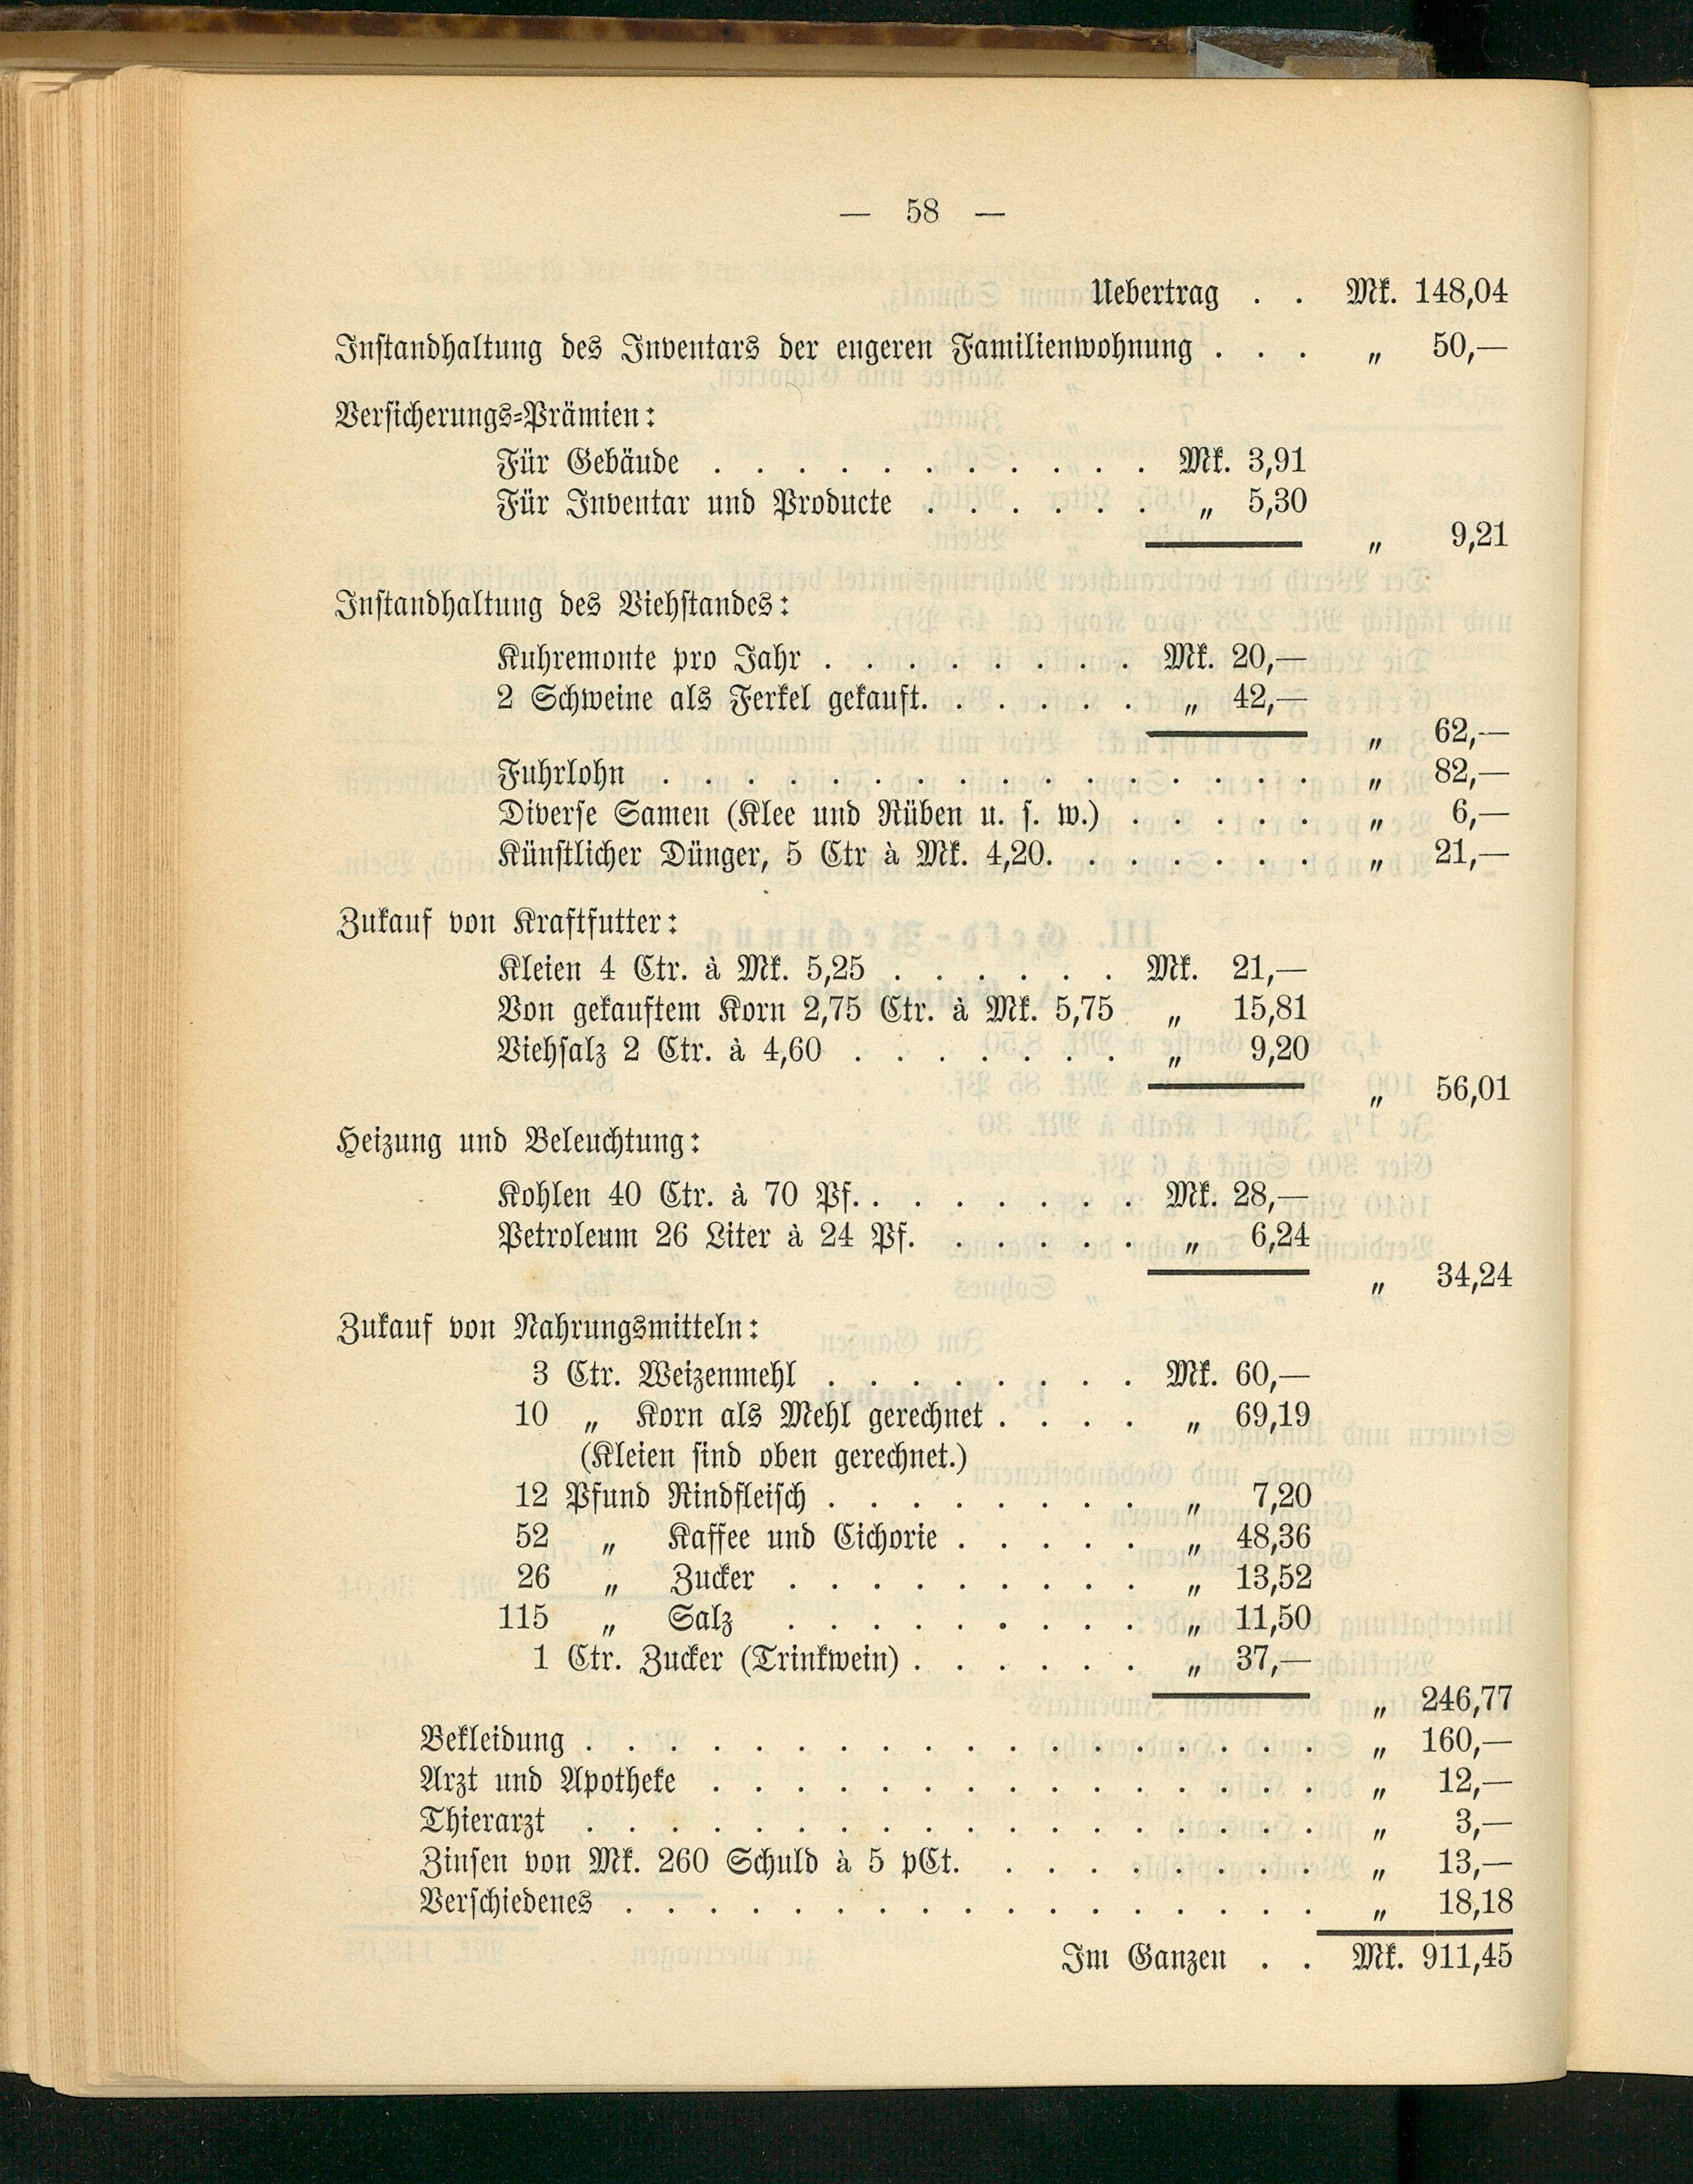 — 58 —
Uebertrag . . Mk. 148,04
Instandhaltung des Inventars der engeren Familienwohnung . . . „ 50,—
Versicherungs-Prämien:
Für Gebäude . . . . . . . . . . . Mk. 3,91
Für Inventar und Producte . . . . . . „ 5,30
„ 9,21
Instandhaltung des Viehstandes:
Kuhremonte pro Jahr . . . . . . . . Mk. 20,—
2 Schweine als Ferkel gekauft. . . . . . „ 42,—
„ 62,—
Fuhrlohn . . . . . . . . . . . . . . . . „ 82,—
Diverse Samen (Klee und Rüben u. s. w.) . . . . . „ 6,—
Künstlicher Dünger, 5 Ctr à Mk. 4,20. . . . . . . „ 21,—
Zukauf von Kraftfutter:
Kleien 4 Ctr. à Mk. 5,25 . . . . . . Mk. 21,—
Von gekauftem Korn 2,75 Ctr. à Mk. 5,75 „ 15,81
Viehsalz 2 Ctr. à 4,60 . . . . . . . „ 9,20
„ 56,01
Heizung und Beleuchtung:
Kohlen 40 Ctr. à 70 Pf. . . . . . . . Mk. 28,—
Petroleum 26 Liter à 24 Pf. . . . . . „ 6,24
„ 34,24
Zukauf von Nahrungsmitteln:
3 Ctr. Weizenmehl . . . . . . . . Mk. 60,—
10 „ Korn als Mehl gerechnet . . . . „ 69,19
(Kleien sind oben gerechnet.)
12 Pfund Rindfleisch . . . . . . . . „ 7,20
52 „ Kaffee und Cichorie . . . . . „ 48,36
26 „ Zucker . . . . . . . . . „ 13,52
115 „ Salz . . . . . . . . . „ 11,50
1 Ctr. Zucker (Trinkwein) . . . . . . „ 37,—
„ 246,77
Bekleidung . . . . . . . . . . . . . . . . . . „ 160,—
Arzt und Apotheke . . . . . . . . . . . . . . . „ 12,—
Thierarzt . . . . . . . . . . . . . . . . . . „ 3,—
Zinsen von Mk. 260 Schuld à 5 pCt. . . . . . . . . „ 13,—
Verschiedenes . . . . . . . . . . . . . . . . . „ 18,18
Im Ganzen . . Mk. 911,45